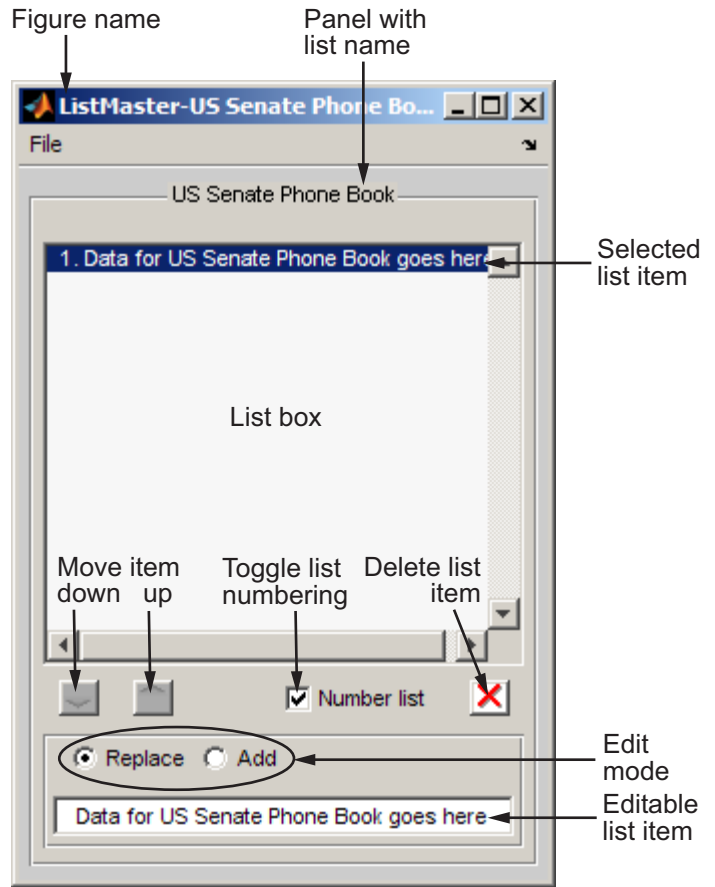 Figure name
Panel with
list name
ListMaster-US Senate Phone Bo...
File
US Senate Phone Book
1. Data for US Senate Phone Book goes here
Selected
list item
List box
Move item
down up
Toggle list
numbering
Delete list
item
Number list
Replace Add
Edit
mode
Data for US Senate Phone Book goes here
Editable
list item